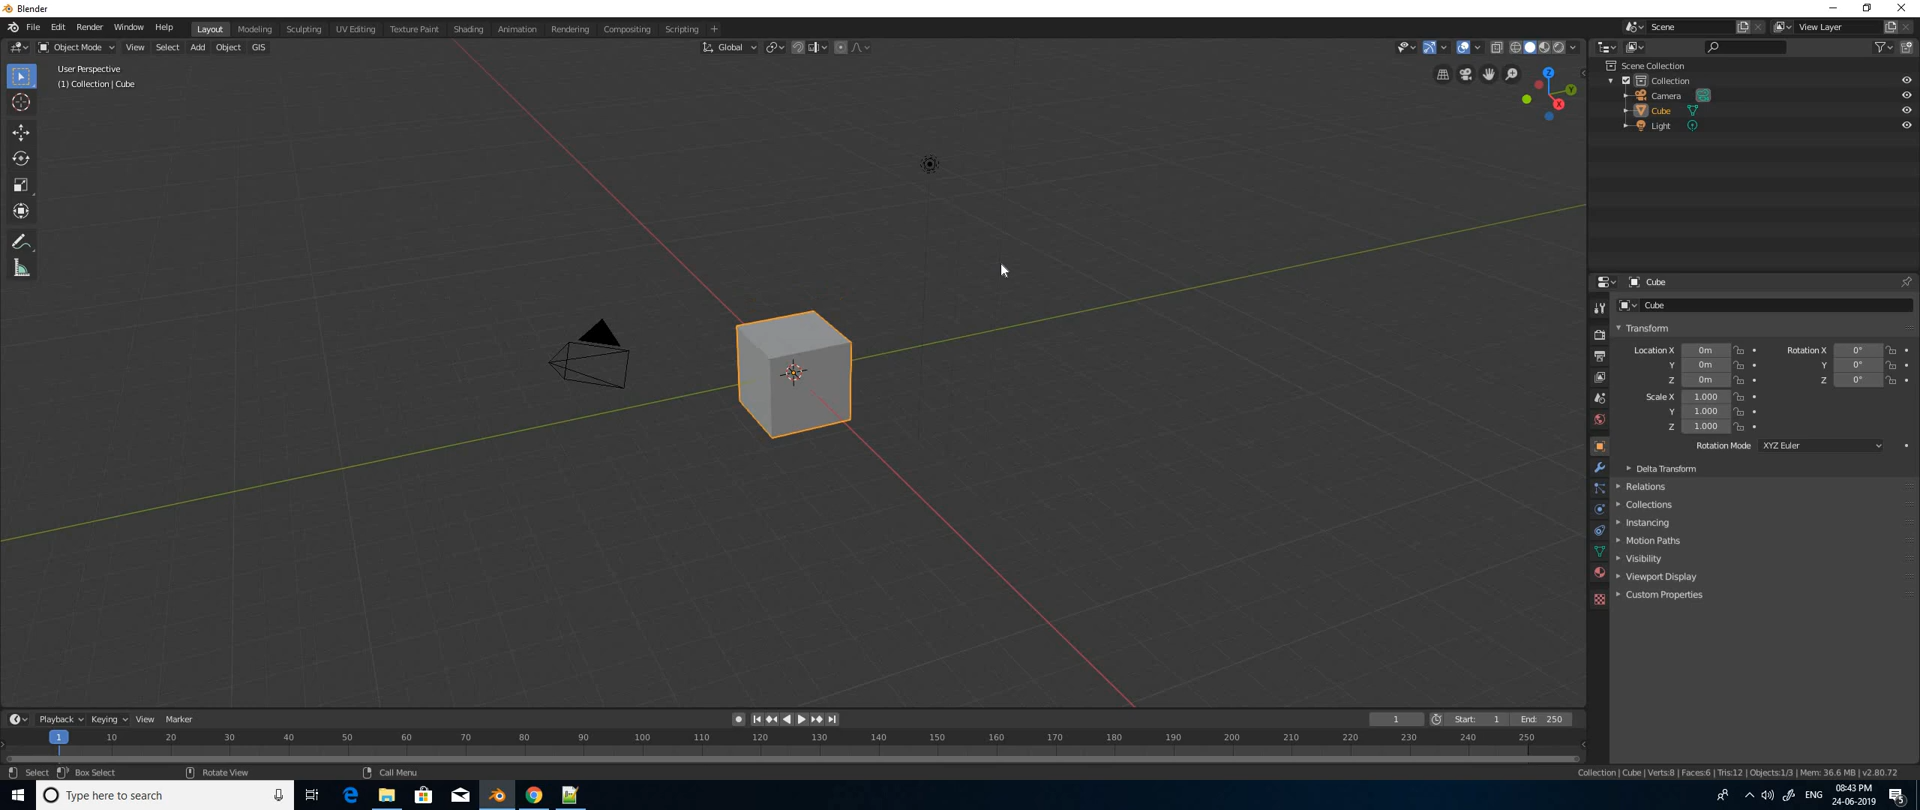 Blender
File Edit Render Window Help
Layout Modeling Sculpting UV Editing Texture Paint Shading Animation Rendering Compositing Scripting +
Scene View Layer
Object Mode View Select Add Object GIS Global
User Perspective
(1) Collection | Cube
Z
Y
X
Scene Collection
Collection
Camera
Cube
Light
Cube
Cube
Transform
Location X 0m Rotation X 0°
Y 0m Y 0°
Z 0m Z 0°
Scale X 1.000
Y 1.000
Z 1.000
Rotation Mode XYZ Euler
Delta Transform
Relations
Collections
Instancing
Motion Paths
Visibility
Viewport Display
Custom Properties
Playback Keying View Marker 1 Start: 1 End: 250
1 10 20 30 40 50 60 70 80 90 100 110 120 130 140 150 160 170 180 190 200 210 220 230 240 250
Select Box Select Rotate View Call Menu Collection | Cube | Verts:8 | Faces:6 | Tris:12 | Objects:1/3 | Mem: 36.6 MB | v2.80.72
Type here to search ENG 08:43 PM
24-06-2019 5